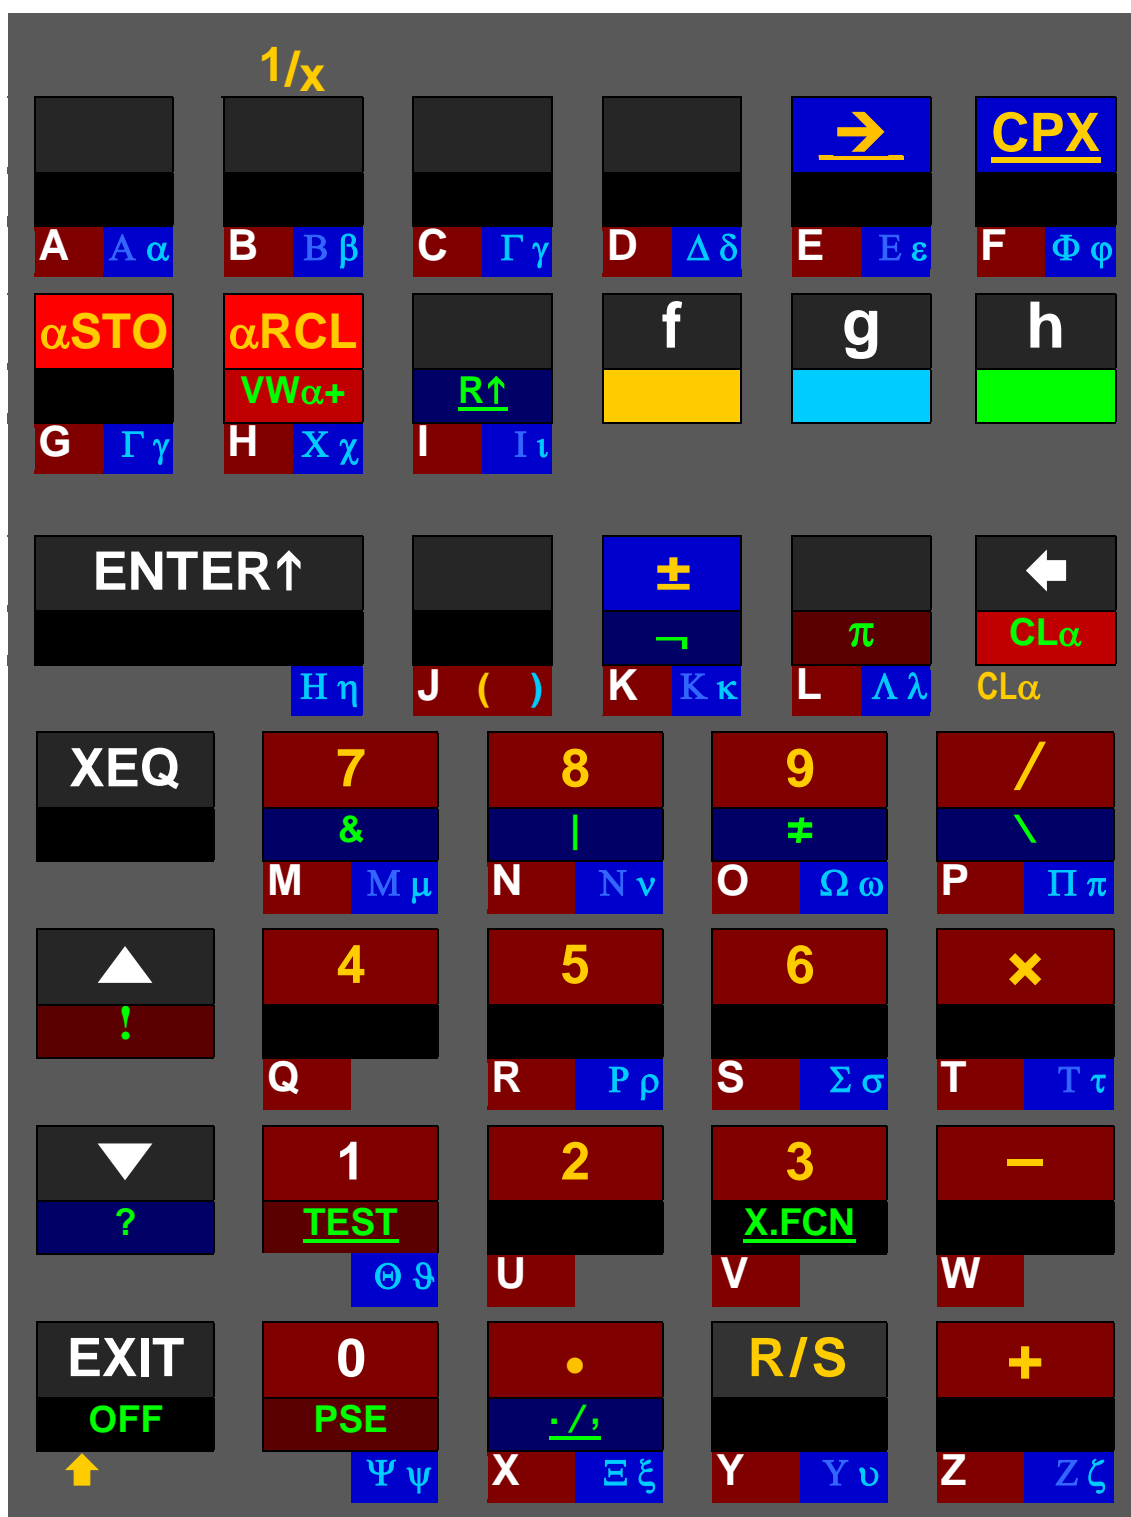 1/x
→ CPX
A Α α B Β β C Γ γ D Δ δ E Ε ε F Φ φ
αSTO αRCL f g h
VWα+ R↑
G Γ γ H Χ χ I Ι ι
ENTER↑ ± ←
¬ π CLα
Η η J ( ) K Κ κ L Λ λ CLα
XEQ 7 8 9 /
& | ≠ \
M Μ μ N Ν ν O Ω ω P Π π
▲ 4 5 6 ×
!
Q R Ρ ρ S Σ σ T Τ τ
▼ 1 2 3 −
? TEST X.FCN
Θ ϑ U V W
EXIT 0 . R/S +
OFF PSE ./,
↑ Ψ ψ X Ξ ξ Y Υ υ Z Ζ ζ